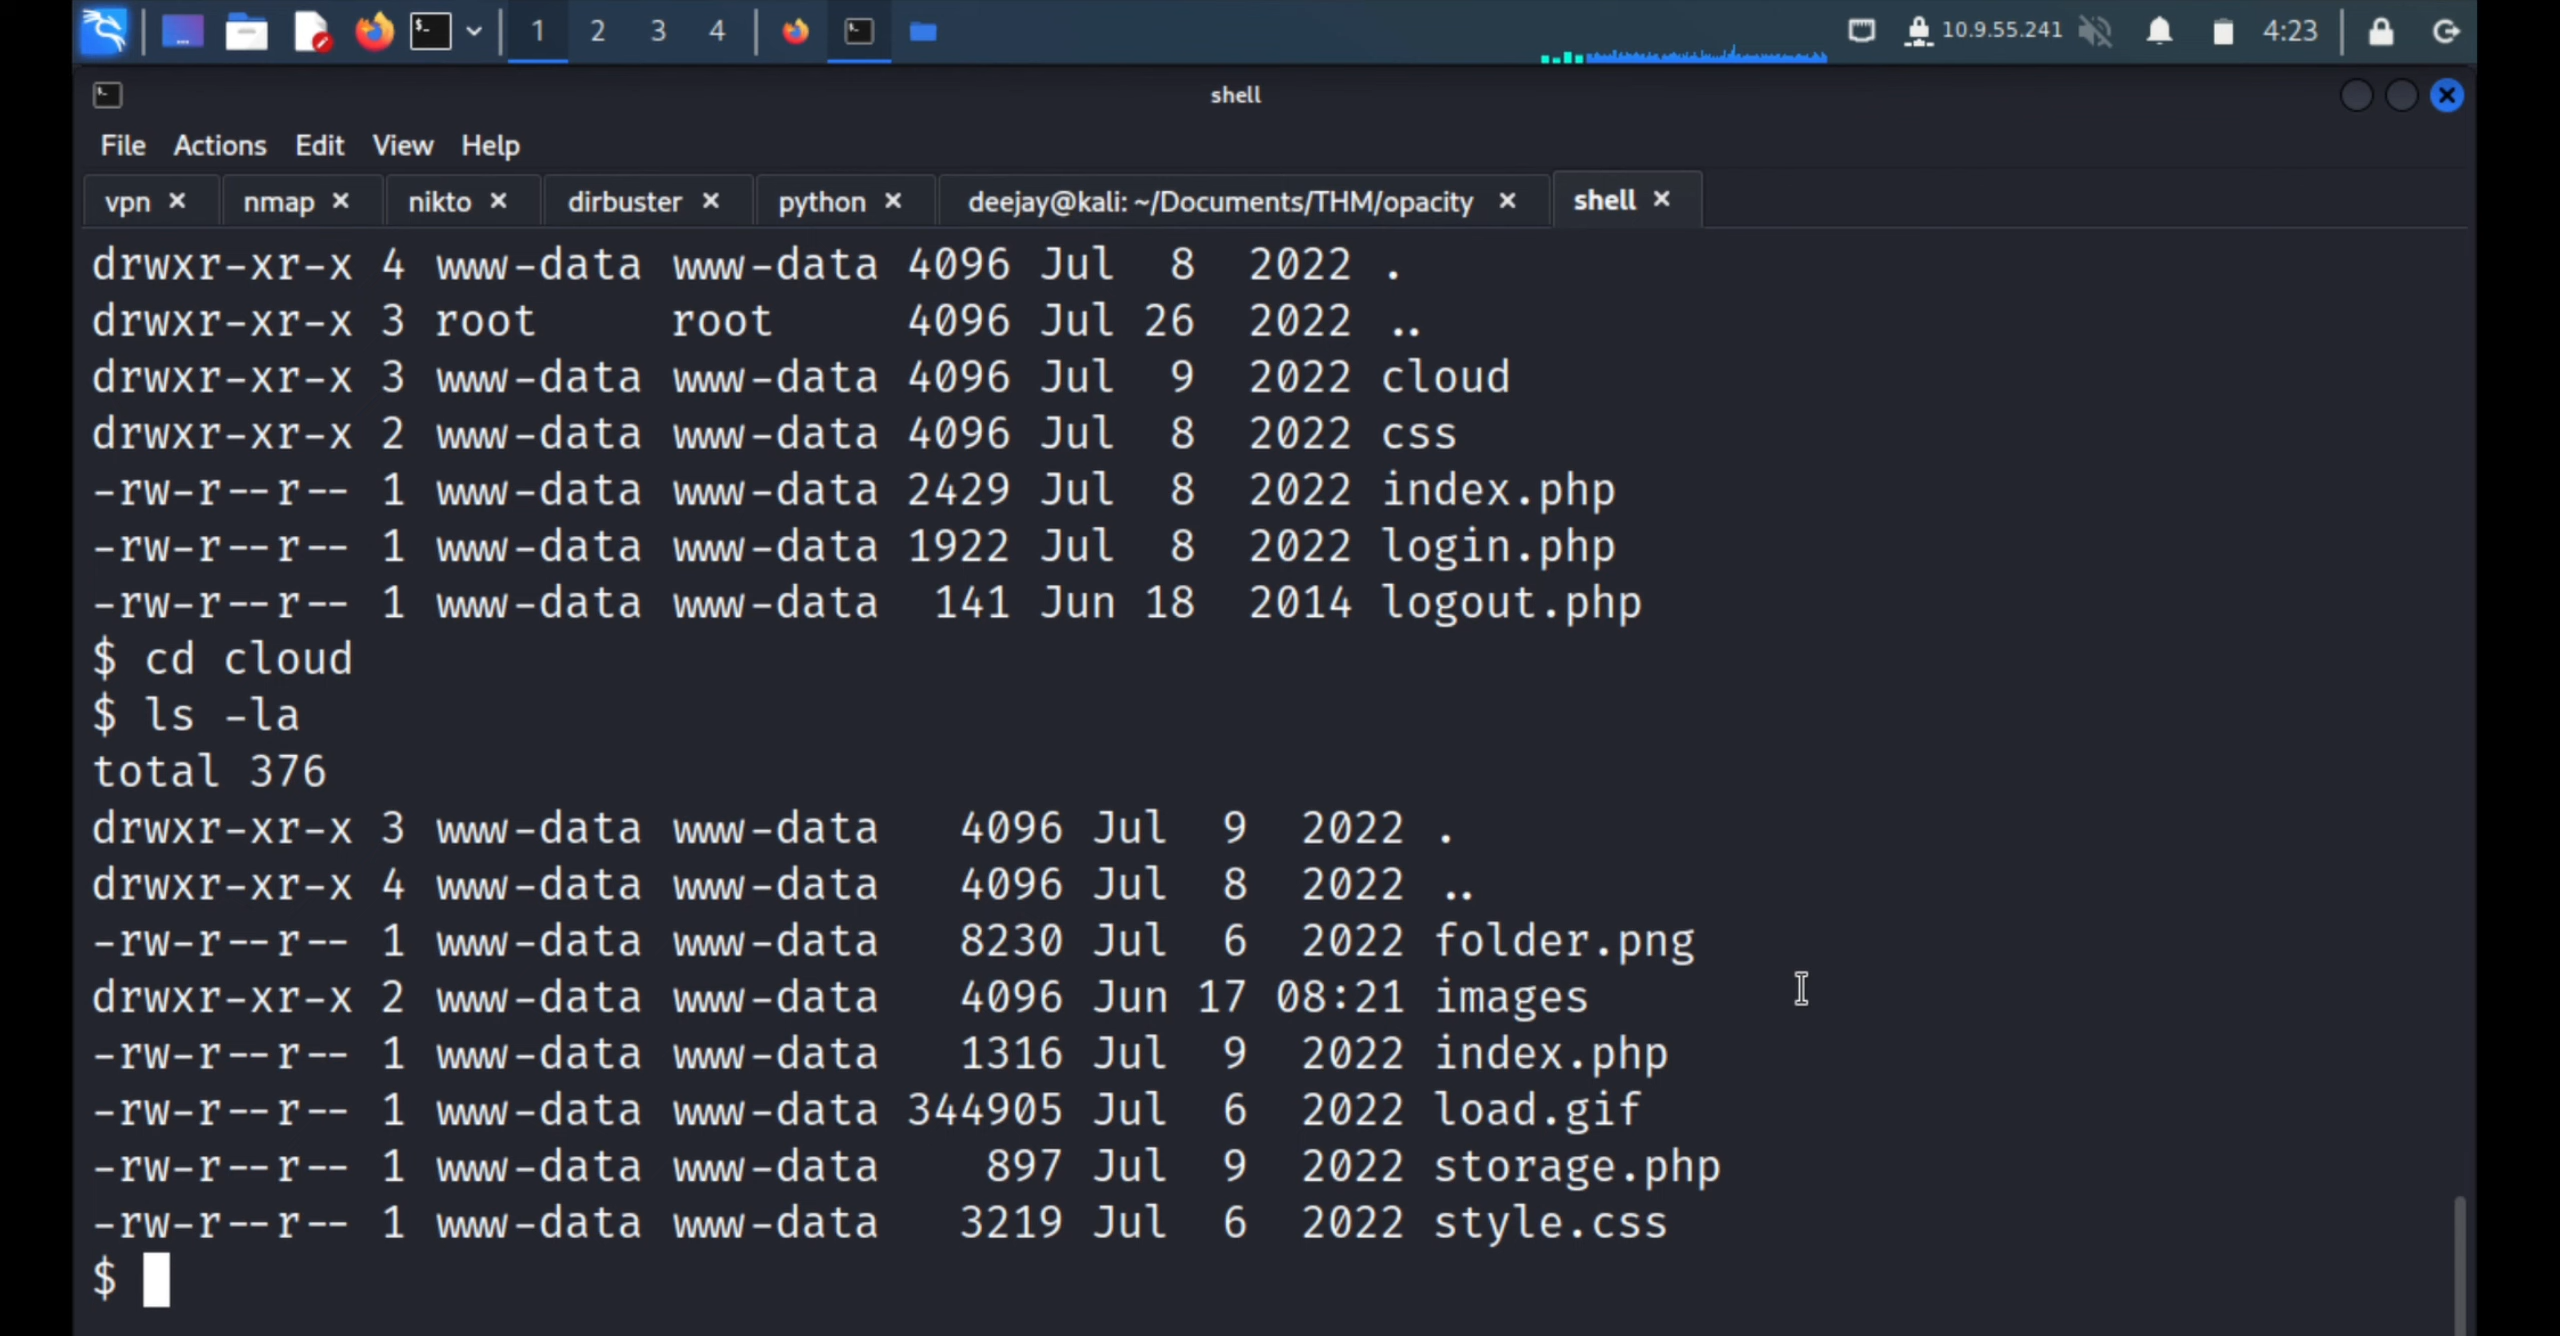 1 2 3 4 10.9.55.241 4:23
shell
File Actions Edit View Help
vpn nmap nikto dirbuster python deejay@kali: ~/Documents/THM/opacity shell
drwxr-xr-x 4 www-data www-data 4096 Jul  8  2022 .
drwxr-xr-x 3 root     root     4096 Jul 26  2022 ..
drwxr-xr-x 3 www-data www-data 4096 Jul  9  2022 cloud
drwxr-xr-x 2 www-data www-data 4096 Jul  8  2022 css
-rw-r--r-- 1 www-data www-data 2429 Jul  8  2022 index.php
-rw-r--r-- 1 www-data www-data 1922 Jul  8  2022 login.php
-rw-r--r-- 1 www-data www-data  141 Jun 18  2014 logout.php
$ cd cloud
$ ls -la
total 376
drwxr-xr-x 3 www-data www-data   4096 Jul  9  2022 .
drwxr-xr-x 4 www-data www-data   4096 Jul  8  2022 ..
-rw-r--r-- 1 www-data www-data   8230 Jul  6  2022 folder.png
drwxr-xr-x 2 www-data www-data   4096 Jun 17 08:21 images
-rw-r--r-- 1 www-data www-data   1316 Jul  9  2022 index.php
-rw-r--r-- 1 www-data www-data 344905 Jul  6  2022 load.gif
-rw-r--r-- 1 www-data www-data    897 Jul  9  2022 storage.php
-rw-r--r-- 1 www-data www-data   3219 Jul  6  2022 style.css
$